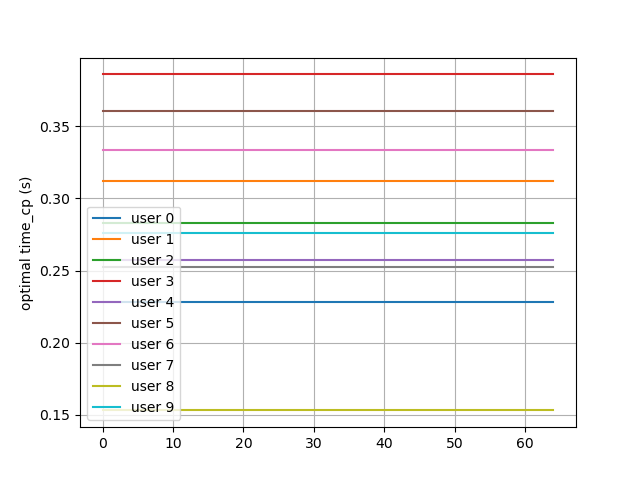 optimal time_cp (s)
0.35
0.30
0.25
0.20
0.15
user 0
user 1
user 2
user 3
user 4
user 5
user 6
user 7
user 8
user 9
0 10 20 30 40 50 60